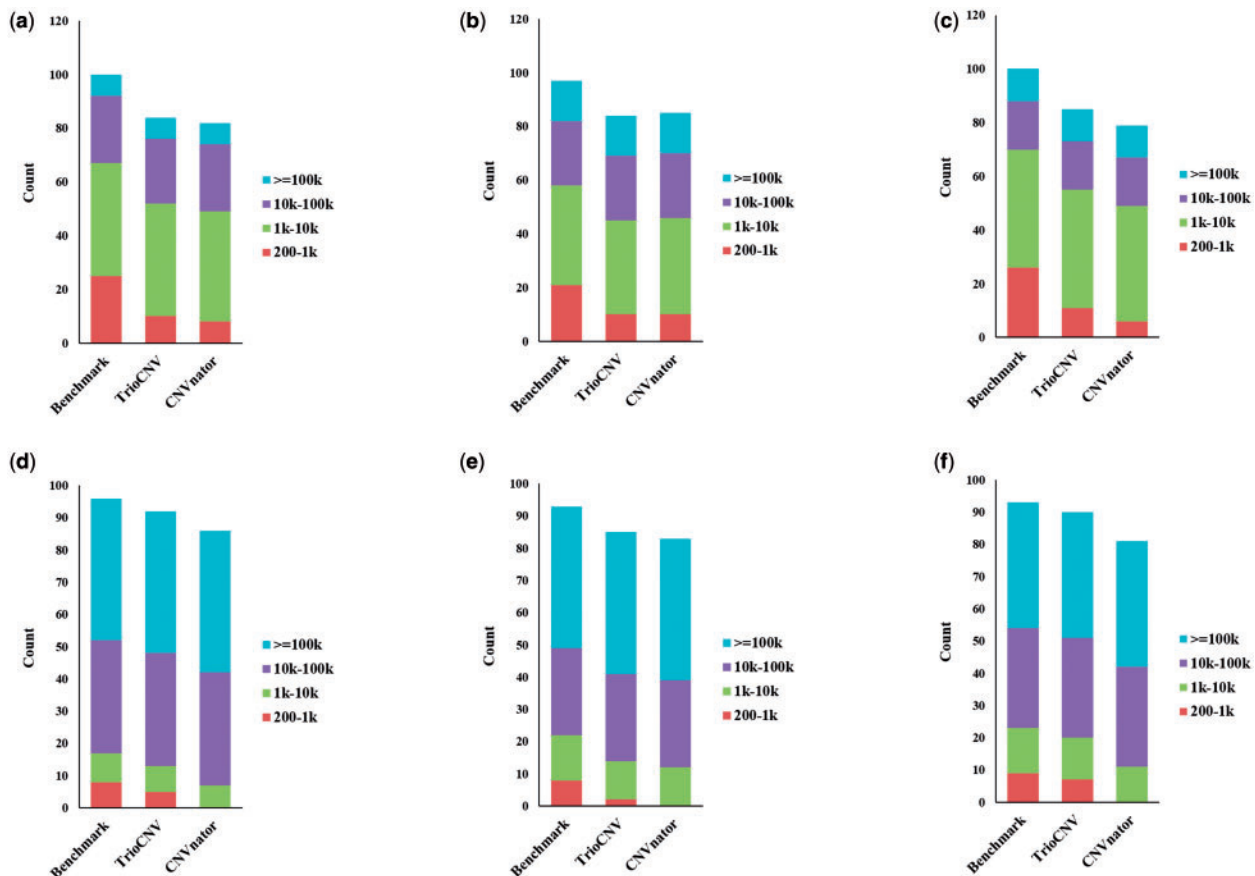 (a)
120
100
80
60
40
20
0
Count
>=100k
10k-100k
1k-10k
200-1k
Benchmark
TrioCNV
CNVnator
(b)
120
100
80
60
40
20
0
Count
>=100k
10k-100k
1k-10k
200-1k
Benchmark
TrioCNV
CNVnator
(c)
120
100
80
60
40
20
0
Count
>=100k
10k-100k
1k-10k
200-1k
Benchmark
TrioCNV
CNVnator
(d)
100
90
80
70
60
50
40
30
20
10
0
Count
>=100k
10k-100k
1k-10k
200-1k
Benchmark
TrioCNV
CNVnator
(e)
100
90
80
70
60
50
40
30
20
10
0
Count
>=100k
10k-100k
1k-10k
200-1k
Benchmark
TrioCNV
CNVnator
(f)
100
90
80
70
60
50
40
30
20
10
0
Count
>=100k
10k-100k
1k-10k
200-1k
Benchmark
TrioCNV
CNVnator